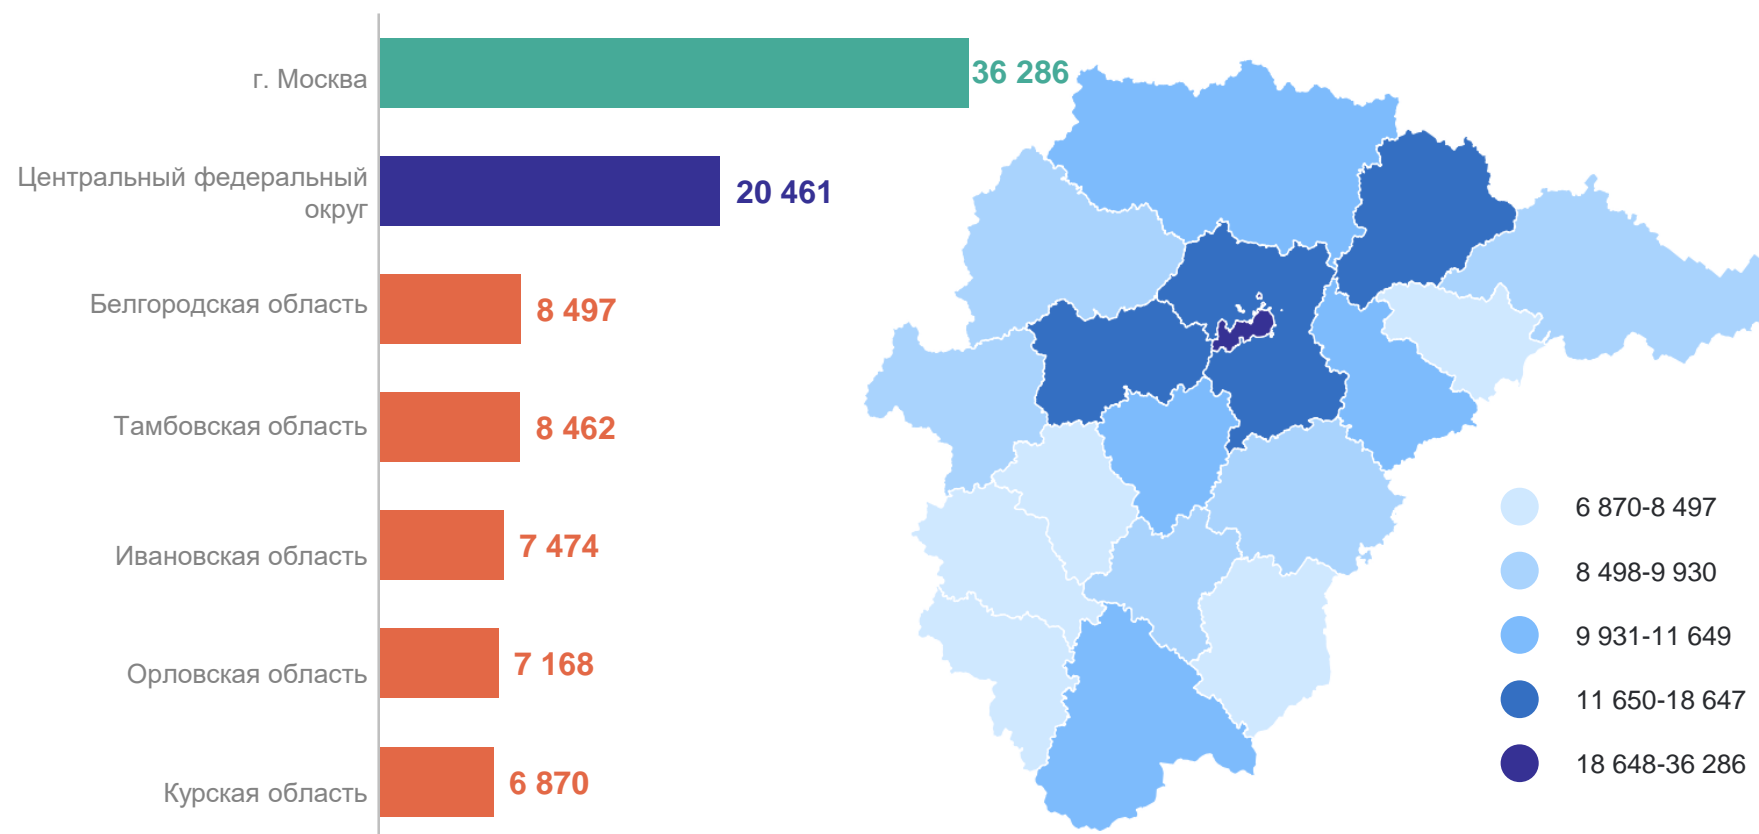 г. Москва
36 286
Центральный федеральный
округ
20 461
Белгородская область
8 497
Тамбовская область
8 462
Ивановская область
7 474
Орловская область
7 168
Курская область
6 870
6 870-8 497
8 498-9 930
9 931-11 649
11 650-18 647
18 648-36 286